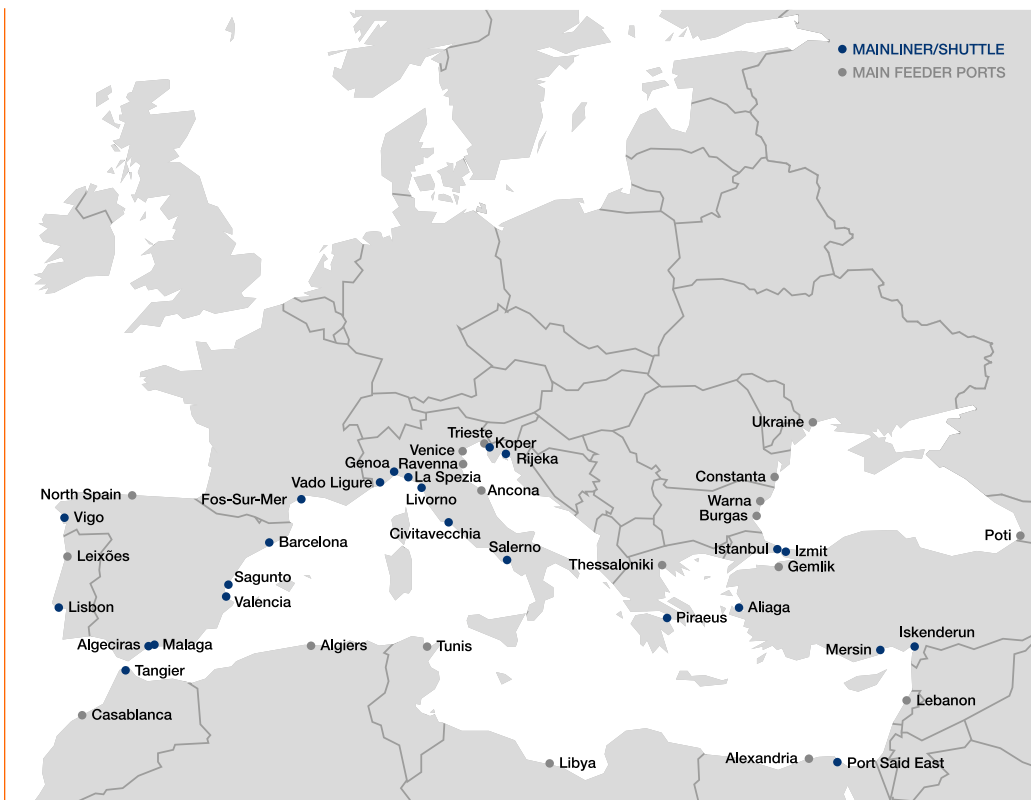 MAINLINER/SHUTTLE
MAIN FEEDER PORTS
Ukraine
Trieste
Koper
Venice
Rijeka
Genoa
Ravenna
La Spezia
Vado Ligure
Constanta
North Spain
Fos-Sur-Mer
Livorno
Ancona
Warna
Vigo
Burgas
Civitavecchia
Poti
Barcelona
Salerno
Istanbul
Izmit
Leixões
Thessaloniki
Gemlik
Sagunto
Valencia
Lisbon
Aliaga
Piraeus
Iskenderun
Algeciras
Malaga
Algiers
Tunis
Mersin
Tangier
Lebanon
Casablanca
Alexandria
Libya
Port Said East